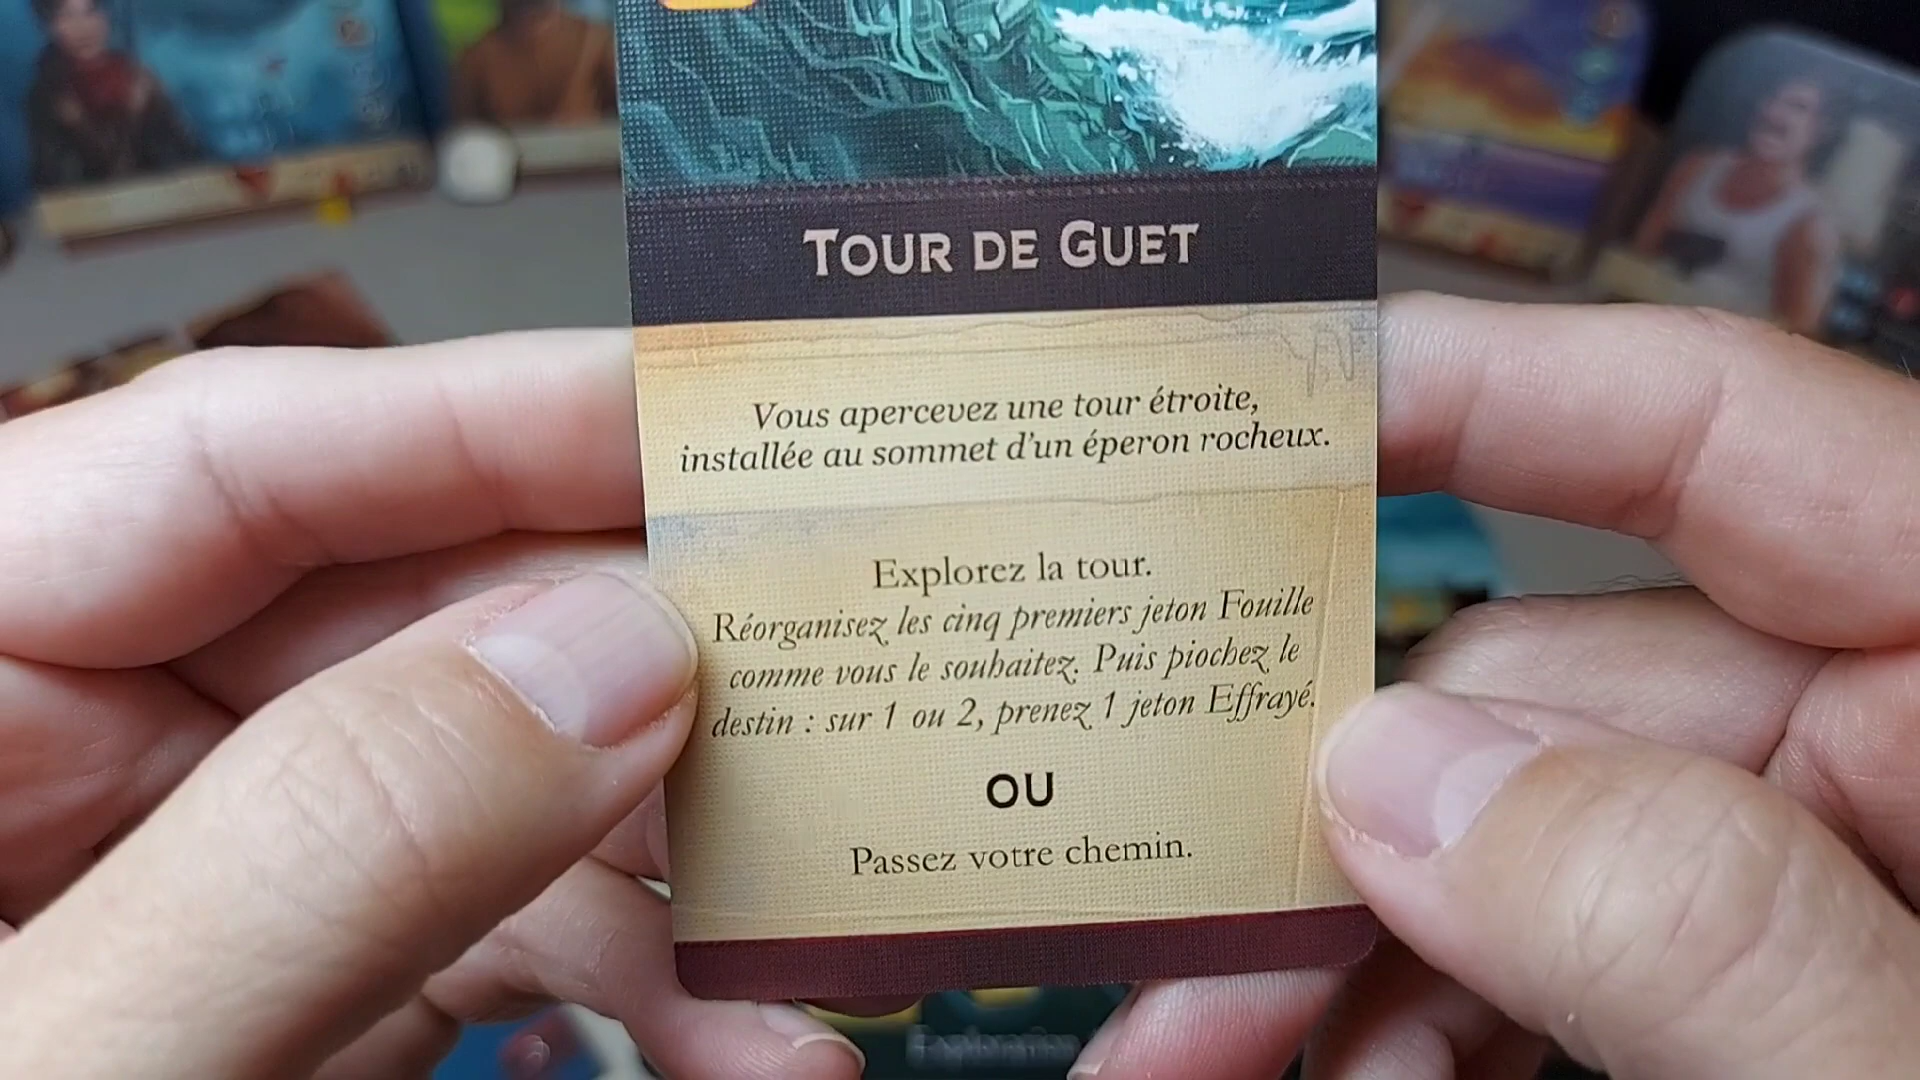 TOUR DE GUET
Vous apercevez une tour étroite,
installée au sommet d'un éperon rocheux.
Explorez la tour.
Réorganisez les cinq premiers jeton Fouille
comme vous le souhaitez. Puis piochez le
destin : sur 1 ou 2, prenez 1 jeton Effrayé.
OU
Passez votre chemin.